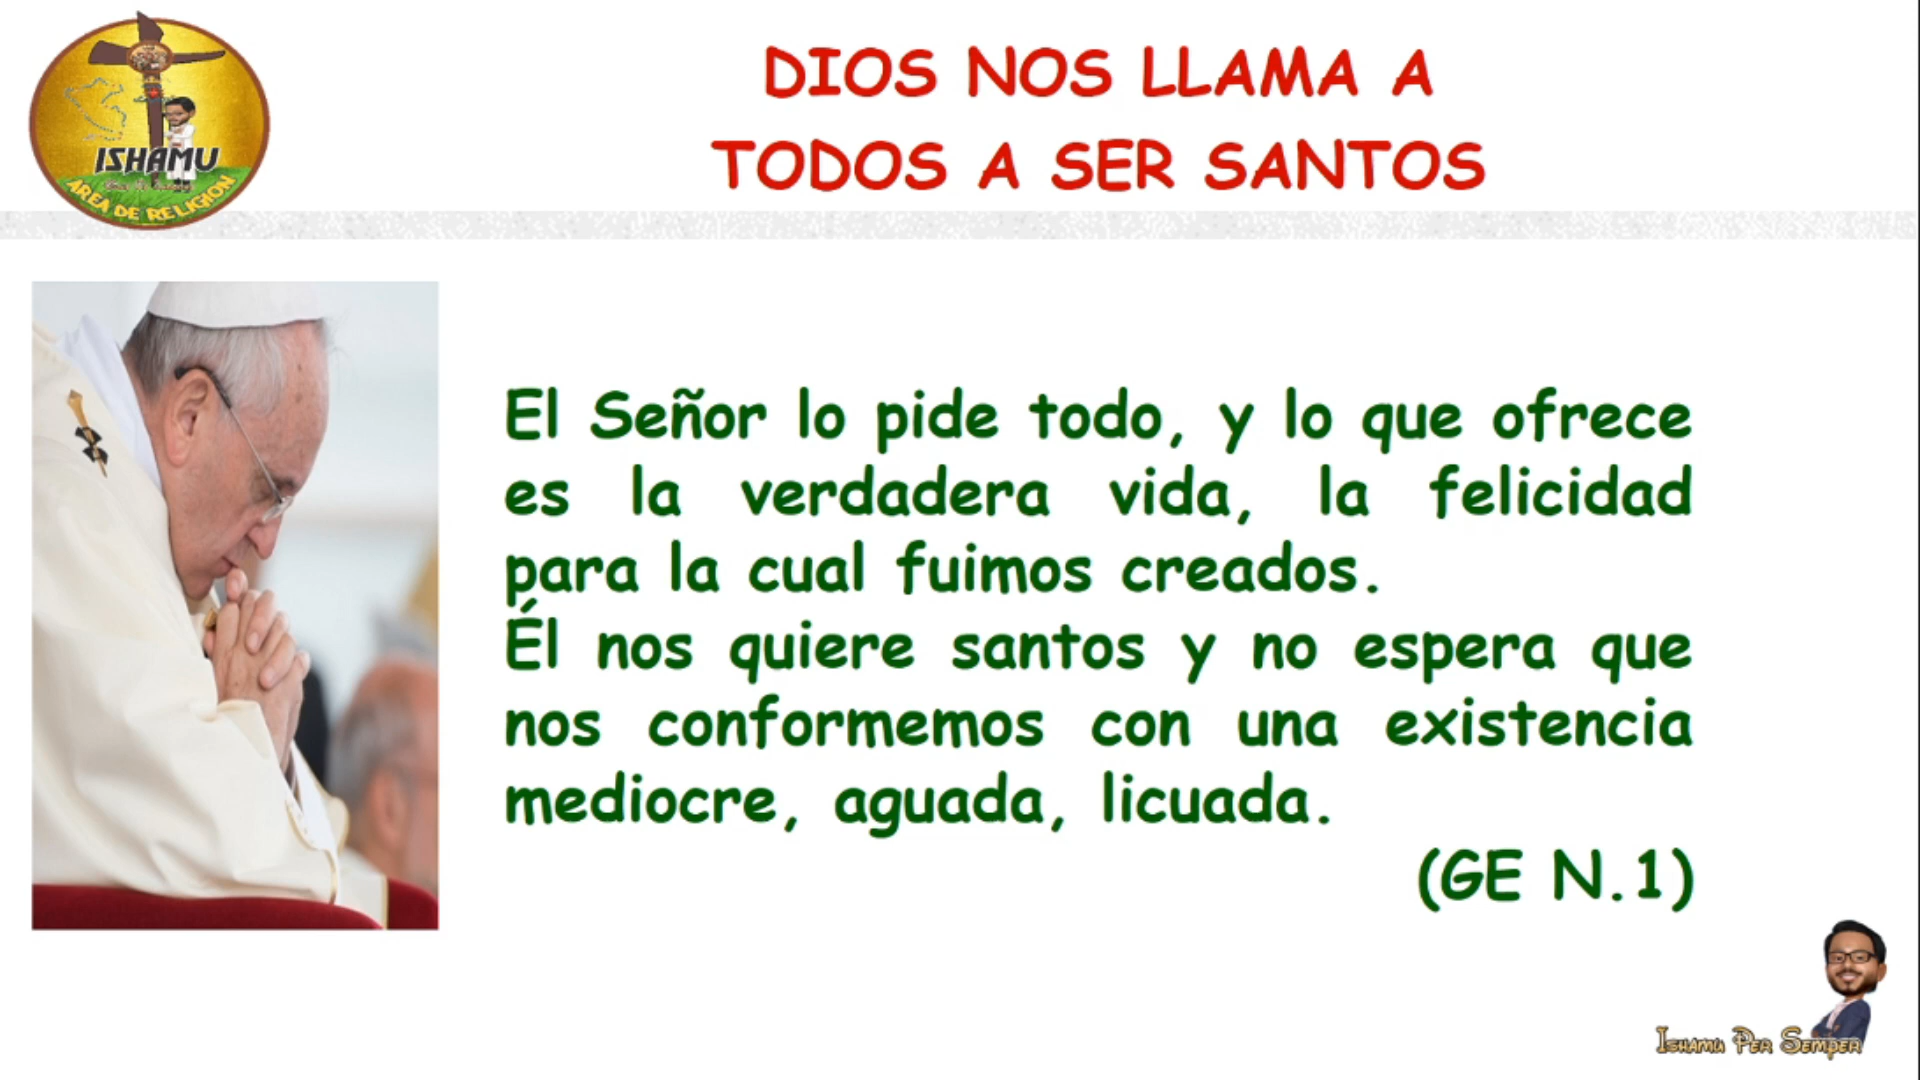 DIOS NOS LLAMA A
TODOS A SER SANTOS
ISHAMU
AREA DE RELIGION
El Señor lo pide todo, y lo que ofrece
es la verdadera vida, la felicidad
para la cual fuimos creados.
Él nos quiere santos y no espera que
nos conformemos con una existencia
mediocre, aguada, licuada.
(GE N.1)
Ishamu Per Semper